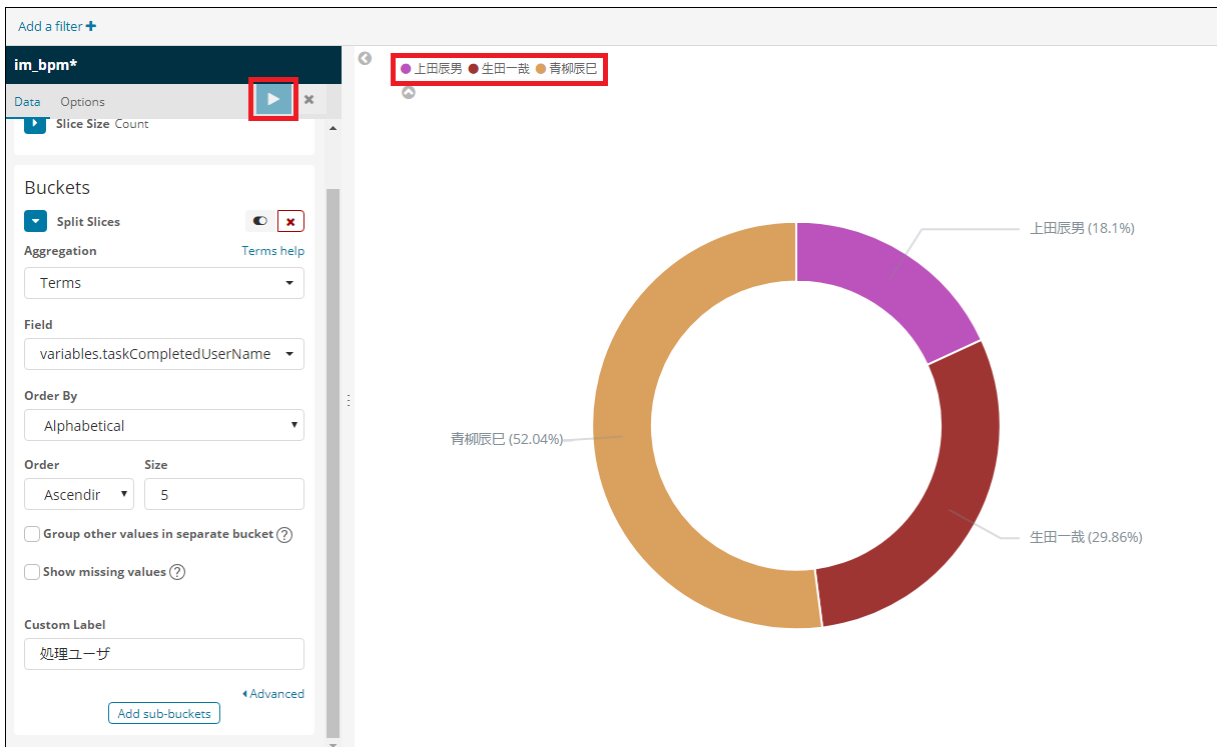 Add a filter
im_bpm*
Data Options
Slice Size Count
Buckets
Split Slices
Aggregation Terms help
Terms
Field
variables.taskCompletedUserName
Order By
Alphabetical
Order Size
Ascendir 5
Group other values in separate bucket ?
Show missing values ?
Custom Label
処理ユーザ
Advanced
Add sub-buckets
上田辰男 生田一哉 青柳辰巳
上田辰男 (18.1%)
青柳辰巳 (52.04%)
生田一哉 (29.86%)